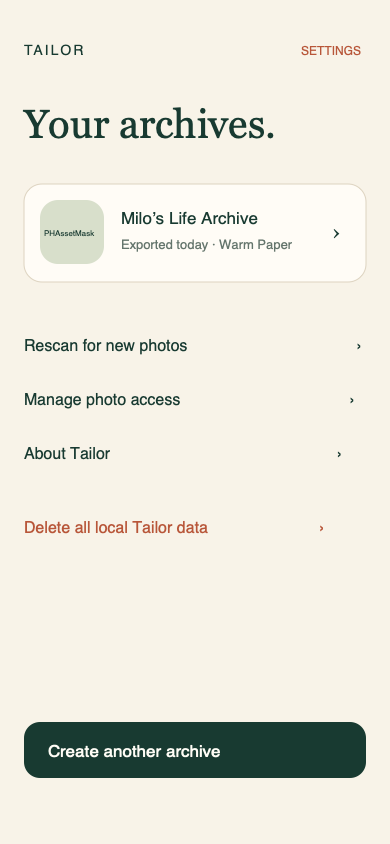 TAILOR
SETTINGS
Your archives.
PHAssetMask
Milo’s Life Archive
Exported today · Warm Paper
›
Rescan for new photos ›
Manage photo access ›
About Tailor ›
Delete all local Tailor data ›
Create another archive